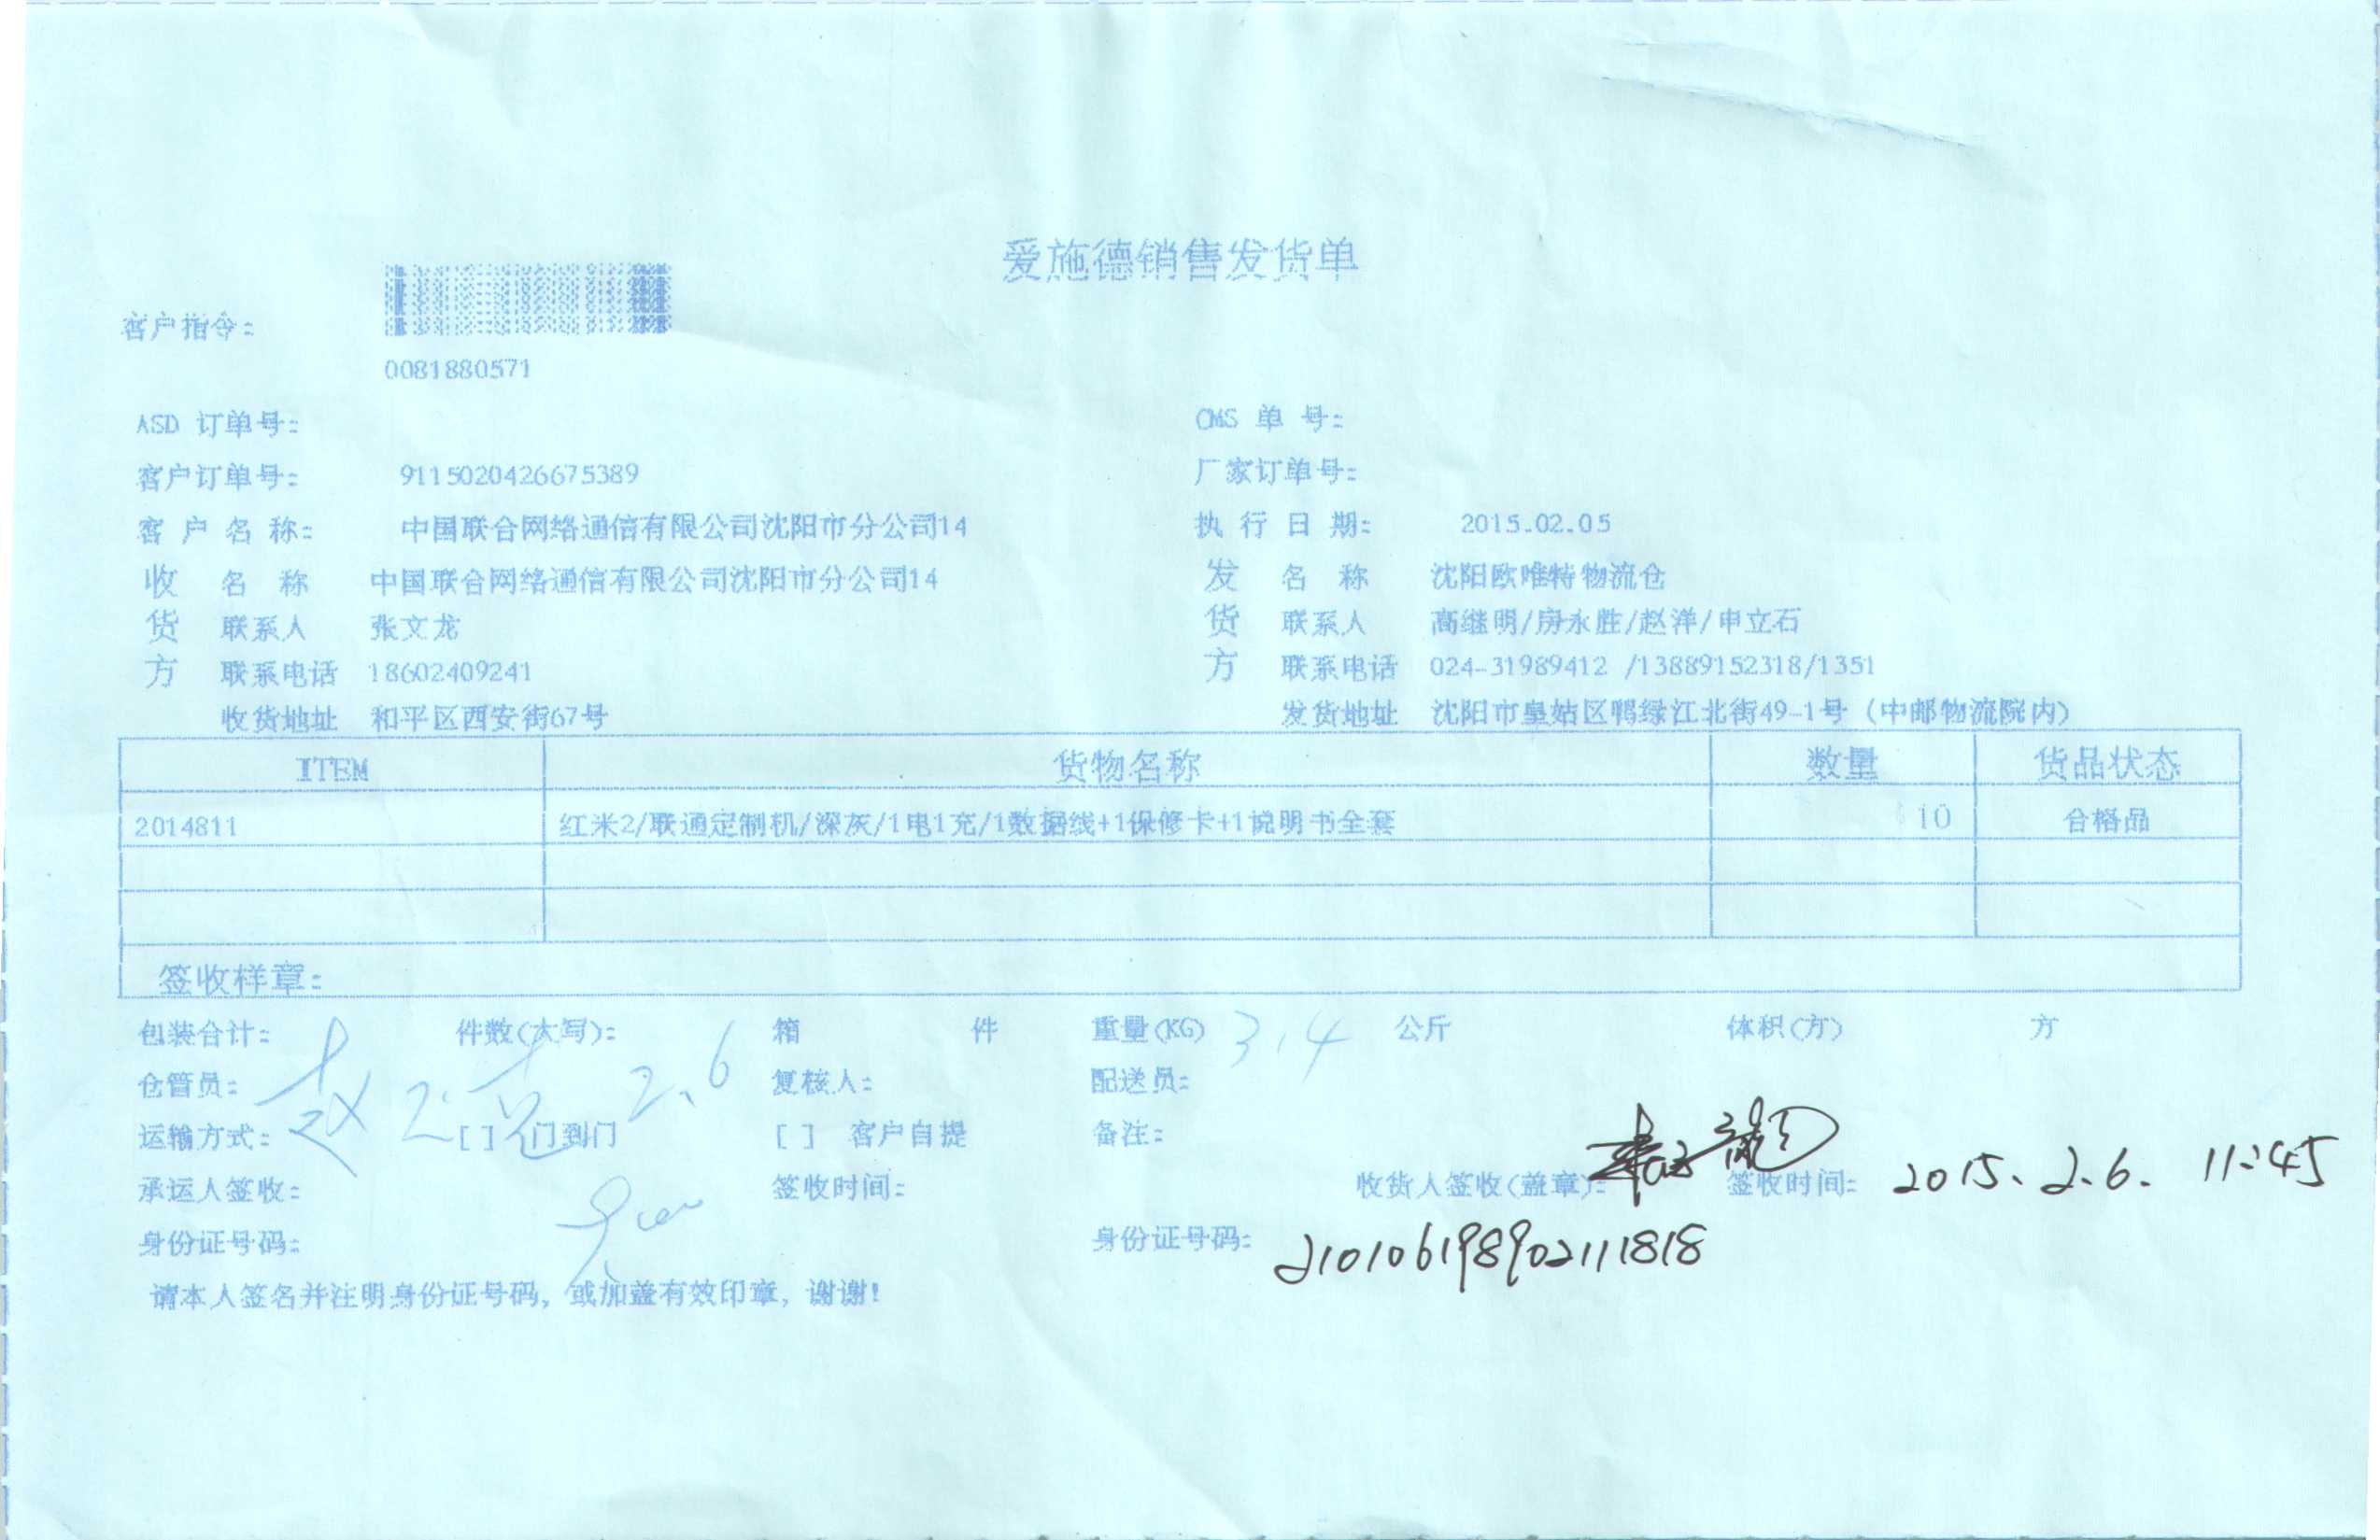 爱施德销售发货单
客户指令:
0081880571
ASD 订单号: CMS 单 号:
客户订单号: 9115020426675389 厂家订单号:
客 户 名 称: 中国联合网络通信有限公司沈阳市分公司14 执 行 日 期: 2015.02.05
收 名 称 中国联合网络通信有限公司沈阳市分公司14 发 名 称 沈阳欧唯特物流仓
货 联系人 张文龙 货 联系人 高继明/房永胜/赵洋/申立石
方 联系电话 18602409241 方 联系电话 024-31989412 /13889152318/1351
收货地址 和平区西安街67号 发货地址 沈阳市皇姑区鸭绿江北街49-1号 (中邮物流院内)
ITEM 货物名称 数量 货品状态
2014811 红米2/联通定制机/深灰/1电1充/1数据线+1保修卡+1说明书全套 10 合格品
签收样章:
包装合计: 件数(大写): 箱 件 重量(KG) 3.4 公斤 体积(方) 方
仓管员: 2.6 复核人: 配送员:
运输方式: [ ] 门到门 [ ] 客户自提 备注:
承运人签收: 签收时间: 收货人签收(盖章): 签收时间: 2015.2.6. 11:45
身份证号码: 身份证号码: 210106198902111818
请本人签名并注明身份证号码, 或加盖有效印章, 谢谢!